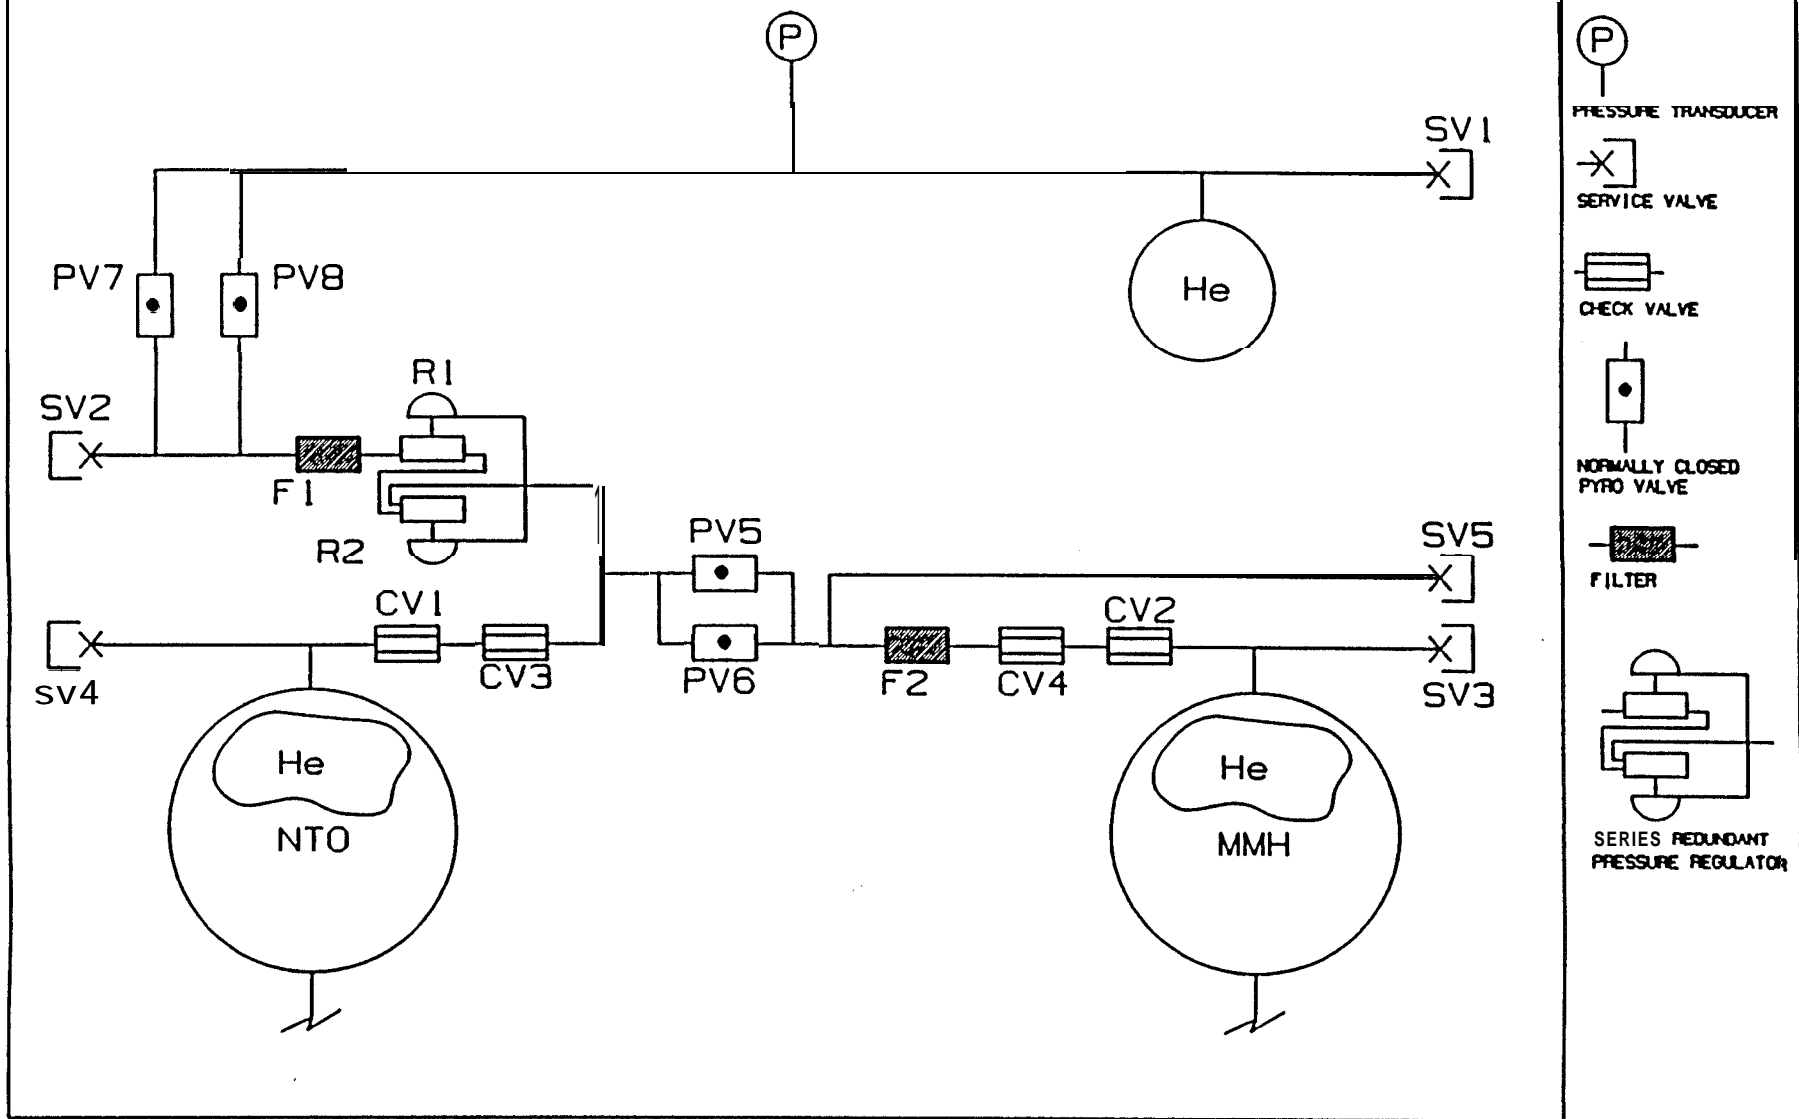 P
SV1
He
PV7
PV8
R1
SV2
F1
R2
PV5
SV5
CV1
CV2
sv4
CV3
PV6
F2
CV4
SV3
He
NTO
He
MMH
P
PRESSURE TRANSDUCER
SERVICE VALVE
CHECK VALVE
NORMALLY CLOSED
PYRO VALVE
FILTER
SERIES REDUNDANT
PRESSURE REGULATOR